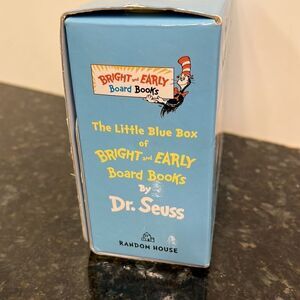 BRIGHT and EARLY
Board Books
The Little Blue Box
of
BRIGHT and EARLY
Board Books
By
Dr. Seuss
RANDOM HOUSE